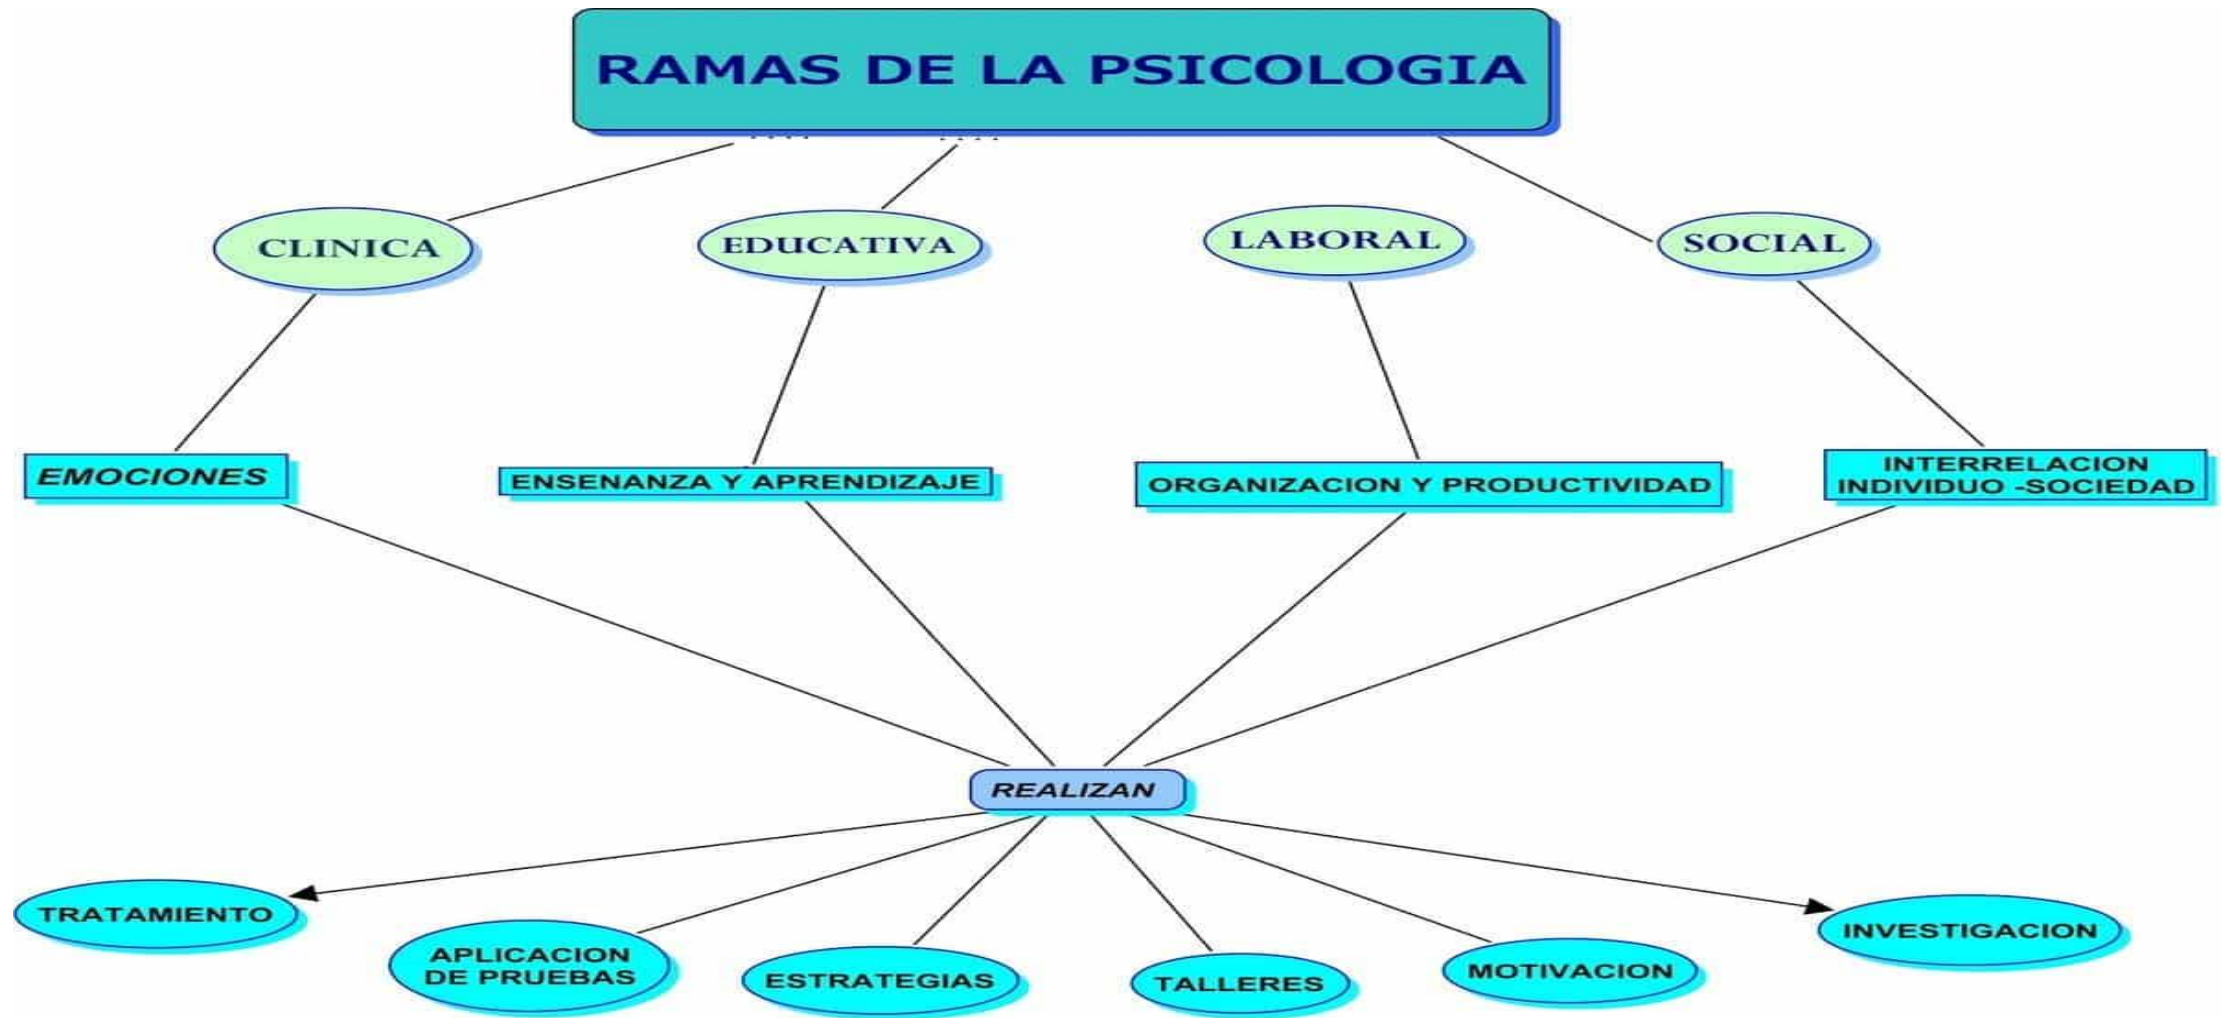 RAMAS DE LA PSICOLOGIA
CLINICA
EDUCATIVA
LABORAL
SOCIAL
EMOCIONES
ENSENANZA Y APRENDIZAJE
ORGANIZACION Y PRODUCTIVIDAD
INTERRELACION
INDIVIDUO -SOCIEDAD
REALIZAN
TRATAMIENTO
APLICACION
DE PRUEBAS
ESTRATEGIAS
TALLERES
MOTIVACION
INVESTIGACION